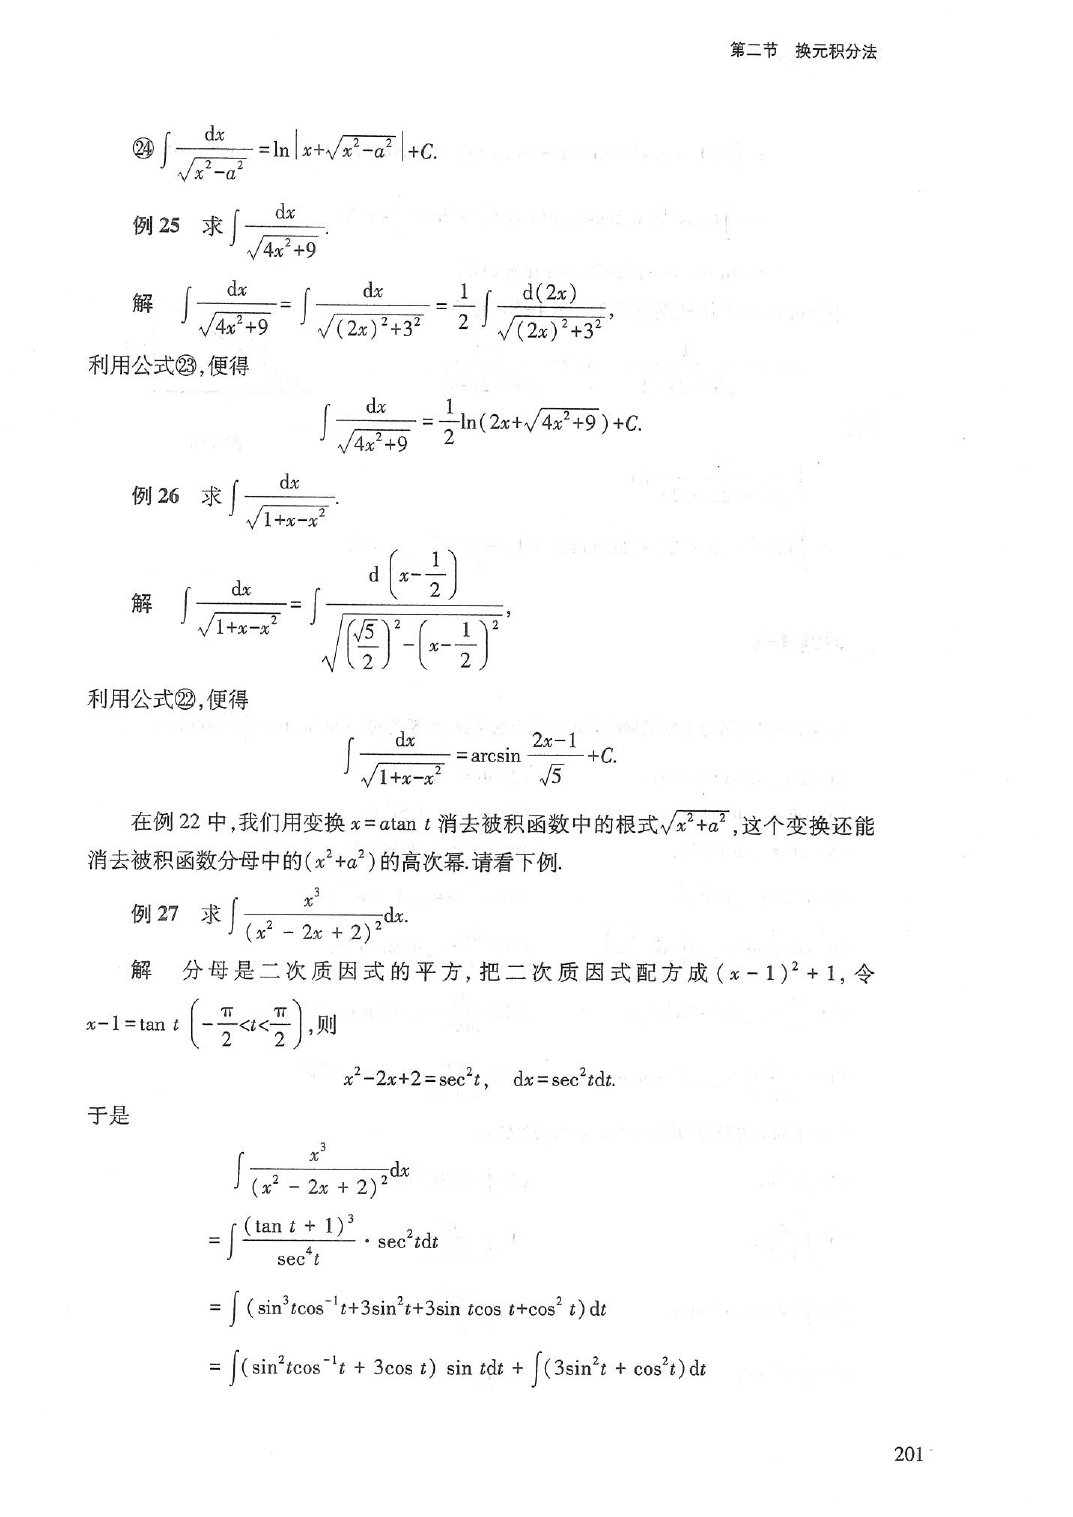 第二节 换元积分法
㉔ ∫ dx/√(x²-a²) = ln|x+√(x²-a²)|+C.
例 25 求∫ dx/√(4x²+9).
解 ∫ dx/√(4x²+9) = ∫ dx/√((2x)²+3²) = 1/2 ∫ d(2x)/√((2x)²+3²),
利用公式㉓,便得
∫ dx/√(4x²+9) = 1/2 ln(2x+√(4x²+9))+C.
例 26 求∫ dx/√(1+x-x²).
解 ∫ dx/√(1+x-x²) = ∫ d(x-1/2)/√((√5/2)²-(x-1/2)²),
利用公式㉒,便得
∫ dx/√(1+x-x²) = arcsin (2x-1)/√5 +C.
在例 22 中,我们用变换 x=atan t 消去被积函数中的根式√(x²+a²),这个变换还能
消去被积函数分母中的(x²+a²)的高次幂.请看下例.
例 27 求∫ x³/(x² - 2x + 2)² dx.
解 分母是二次质因式的平方,把二次质因式配方成(x - 1)² + 1,令
x-1=tan t (-π/2<t<π/2),则
x²-2x+2=sec²t, dx=sec²tdt.
于是
∫ x³/(x² - 2x + 2)² dx
= ∫ (tan t + 1)³/sec⁴t · sec²tdt
= ∫ (sin³tcos⁻¹t+3sin²t+3sin tcos t+cos² t)dt
= ∫(sin²tcos⁻¹t + 3cos t) sin tdt + ∫(3sin²t + cos²t)dt
201